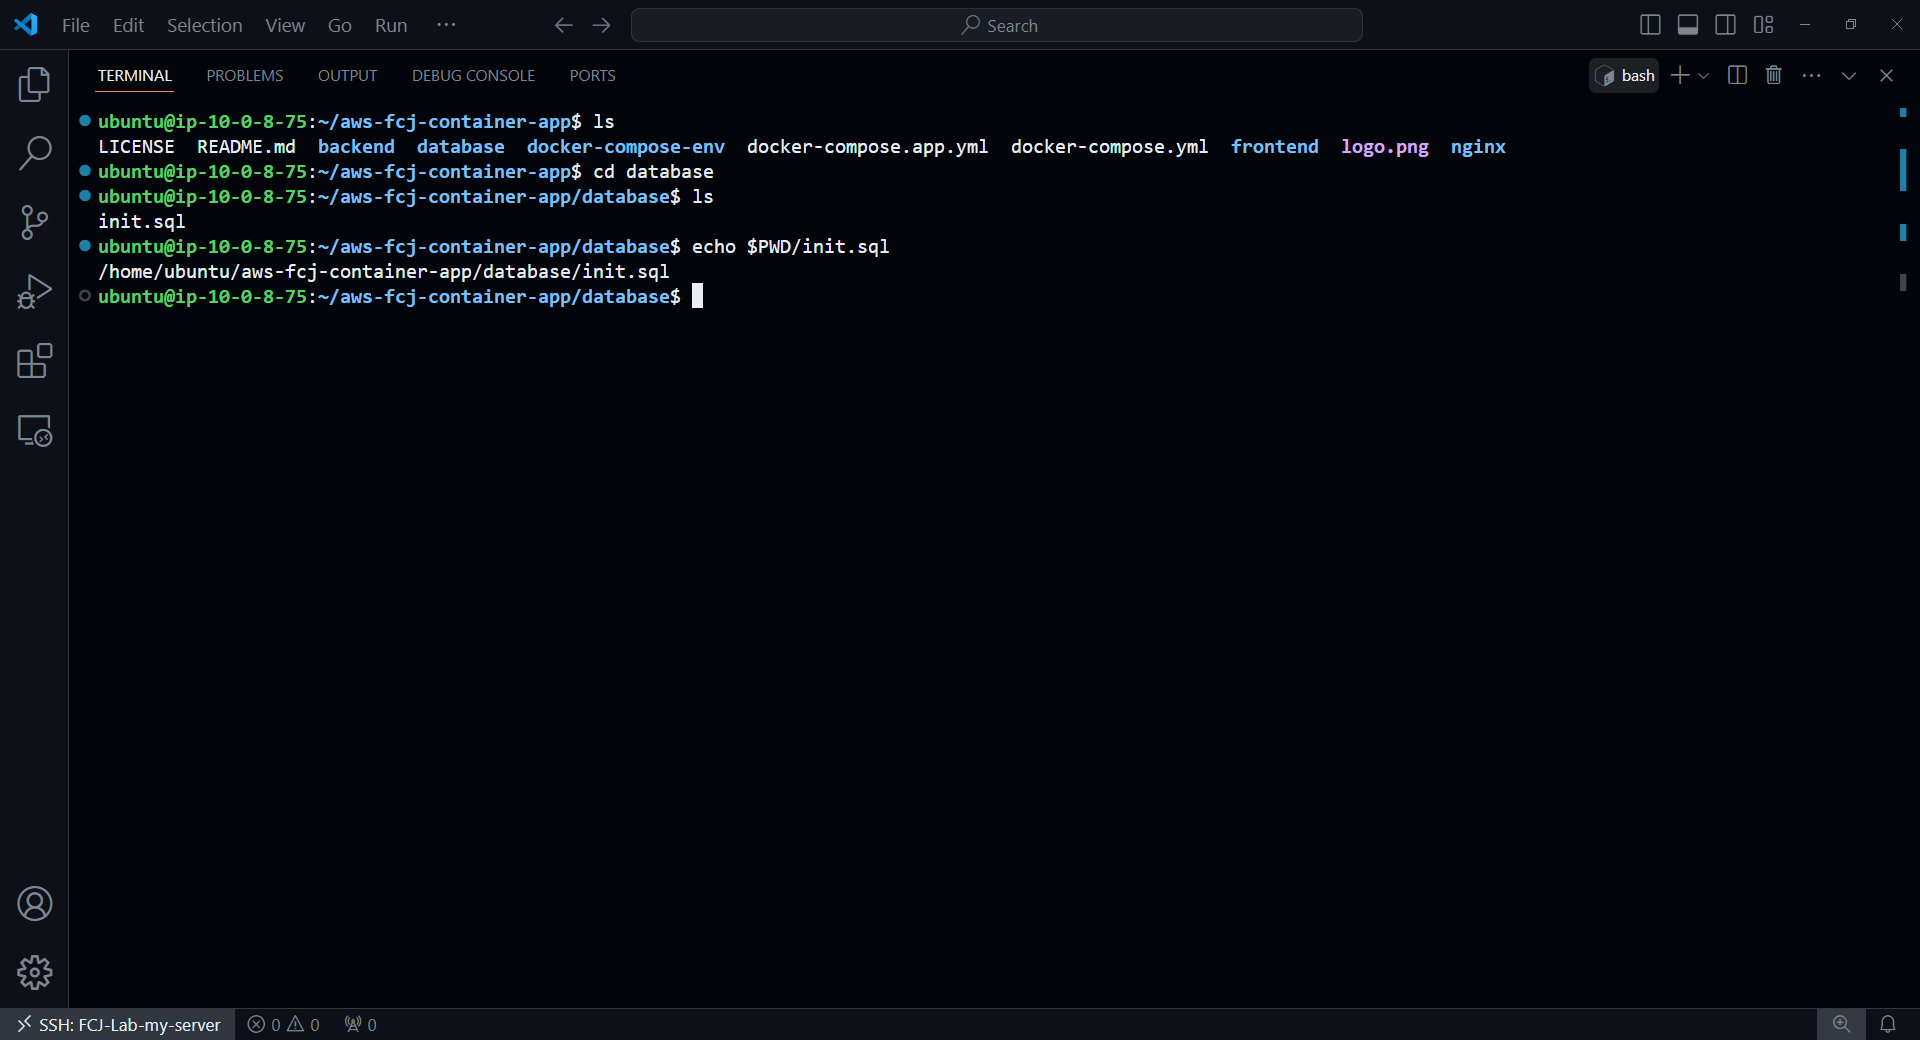 File Edit Selection View Go Run ··· Search
TERMINAL PROBLEMS OUTPUT DEBUG CONSOLE PORTS bash
ubuntu@ip-10-0-8-75:~/aws-fcj-container-app$ ls
LICENSE README.md backend database docker-compose-env docker-compose.app.yml docker-compose.yml frontend logo.png nginx
ubuntu@ip-10-0-8-75:~/aws-fcj-container-app$ cd database
ubuntu@ip-10-0-8-75:~/aws-fcj-container-app/database$ ls
init.sql
ubuntu@ip-10-0-8-75:~/aws-fcj-container-app/database$ echo $PWD/init.sql
/home/ubuntu/aws-fcj-container-app/database/init.sql
ubuntu@ip-10-0-8-75:~/aws-fcj-container-app/database$
SSH: FCJ-Lab-my-server 0 0 0